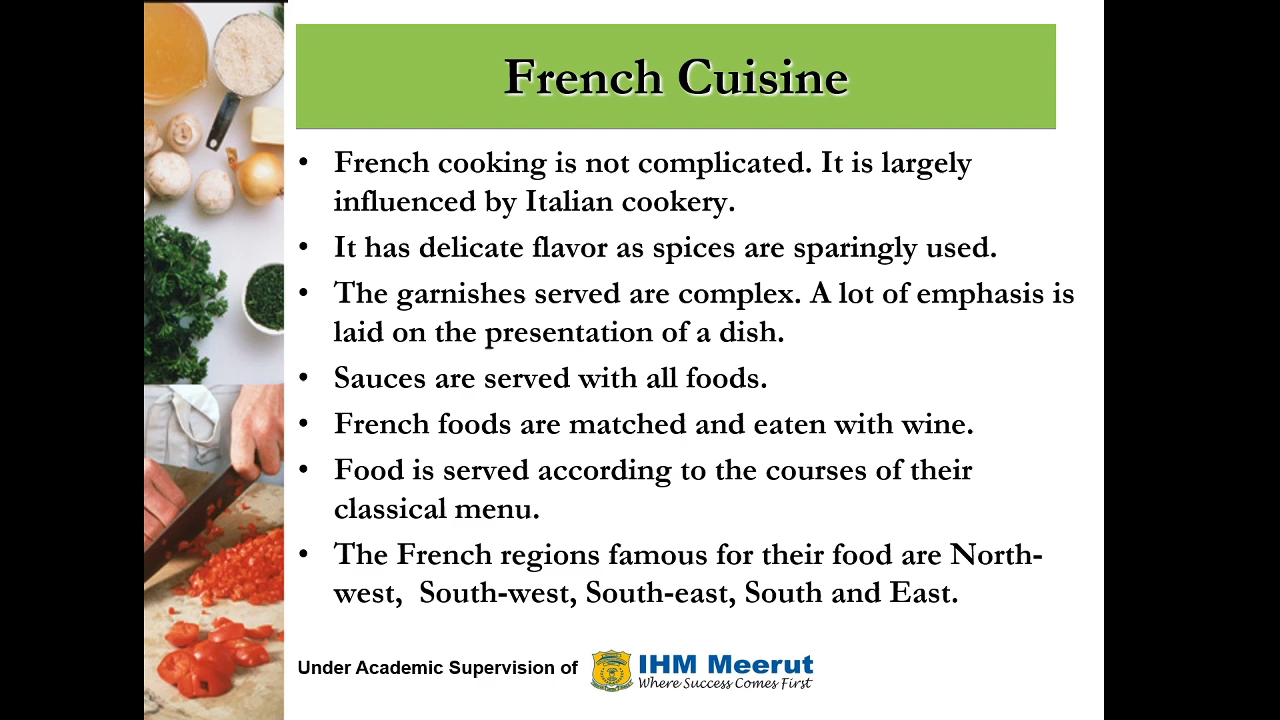 French Cuisine
• French cooking is not complicated. It is largely
influenced by Italian cookery.
• It has delicate flavor as spices are sparingly used.
• The garnishes served are complex. A lot of emphasis is
laid on the presentation of a dish.
• Sauces are served with all foods.
• French foods are matched and eaten with wine.
• Food is served according to the courses of their
classical menu.
• The French regions famous for their food are North-
west,  South-west, South-east, South and East.
Under Academic Supervision of
IHM Meerut
Where Success Comes First